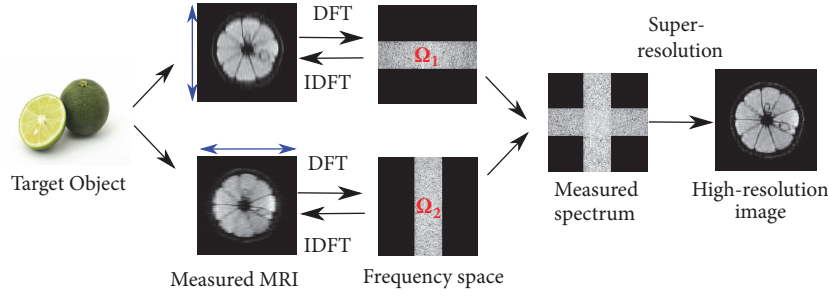 DFT
IDFT
Ω1
Super-
resolution
Target Object
DFT
IDFT
Ω2
Measured
spectrum
High-resolution
image
Measured MRI
Frequency space